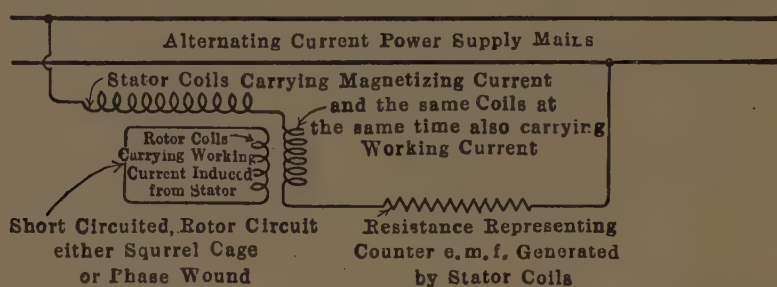 Alternating Current Power Supply Mains
Stator Coils Carrying Magnetizing Current
and the same Coils at
the same time also carrying
Working Current
Rotor Coils
Carrying Working
Current Induced
from Stator
Short Circuited, Rotor Circuit
either Squrrel Cage
or Phase Wound
Resistance Representing
Counter e.m.f. Generated
by Stator Coils